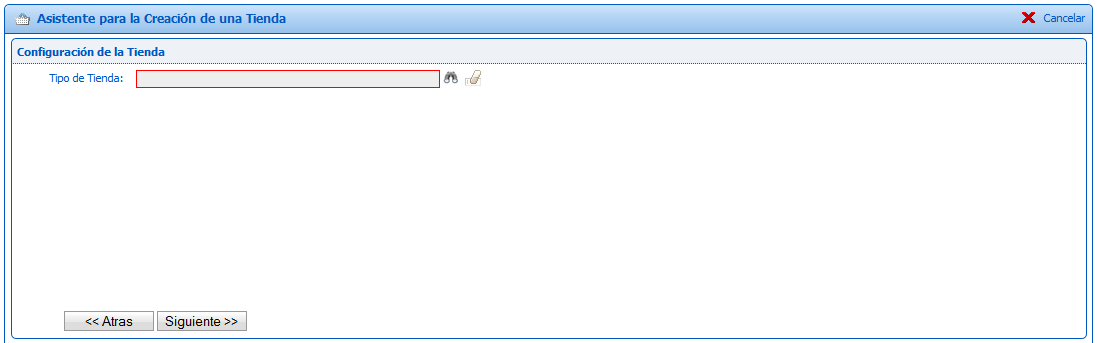 Asistente para la Creación de una Tienda
Cancelar
Configuración de la Tienda
Tipo de Tienda:
<< Atras
Siguiente >>